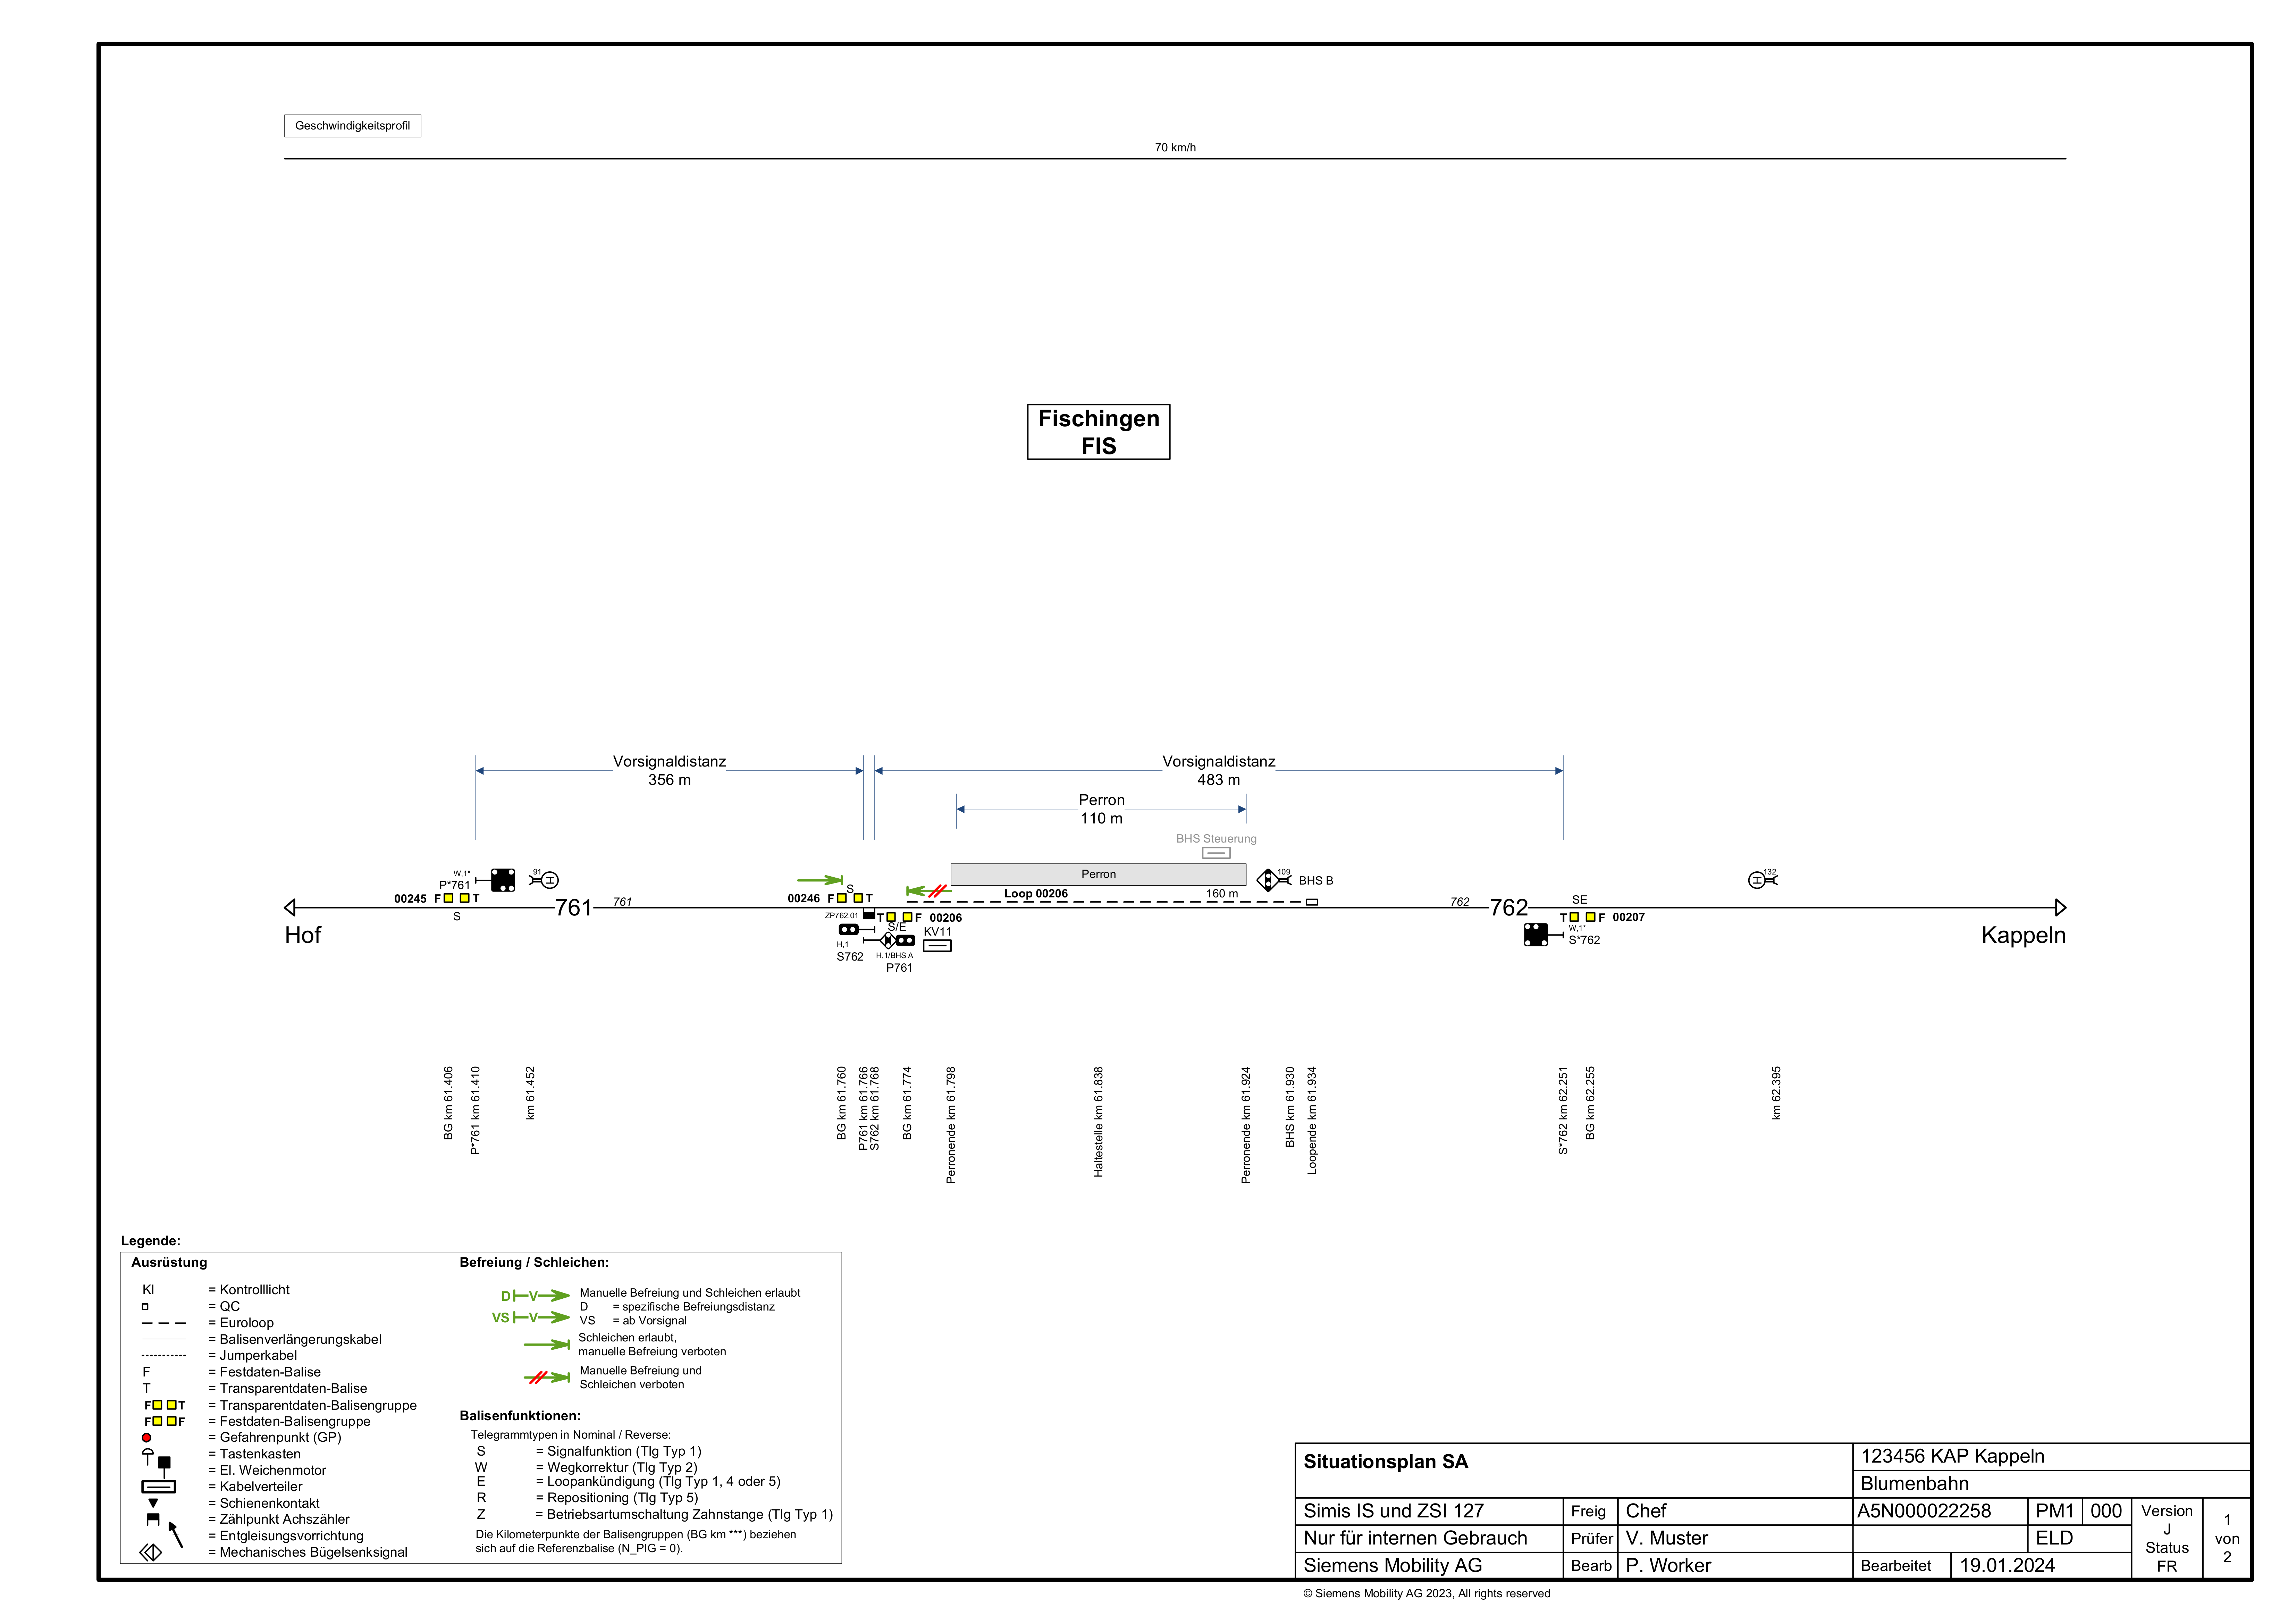 Geschwindigkeitsprofil
70 km/h
Fischingen
FIS
Vorsignaldistanz
356 m
Vorsignaldistanz
483 m
Perron
110 m
BHS Steuerung
W,1*
P*761
91
S
Perron
109
BHS B
132
00245 F T
00246 F T
Loop 00206
160 m
SE
S
761
761
ZP762.01
T F 00206
762
762
T F 00207
S/E
KV11
W,1*
S*762
Hof
H,1
S762
H,1/BHS A
P761
Kappeln
BG km 61.406
P*761 km 61.410
km 61.452
BG km 61.760
P761 km 61.766
S762 km 61.768
BG km 61.774
Perronende km 61.798
Haltestelle km 61.838
Perronende km 61.924
BHS km 61.930
Loopende km 61.934
S*762 km 62.251
BG km 62.255
km 62.395
Legende:
Ausrüstung
Kl = Kontrolllicht
= QC
= Euroloop
= Balisenverlängerungskabel
= Jumperkabel
F = Festdaten-Balise
T = Transparentdaten-Balise
F T = Transparentdaten-Balisengruppe
F F = Festdaten-Balisengruppe
= Gefahrenpunkt (GP)
= Tastenkasten
= El. Weichenmotor
= Kabelverteiler
= Schienenkontakt
= Zählpunkt Achszähler
= Entgleisungsvorrichtung
= Mechanisches Bügelsenksignal
Befreiung / Schleichen:
D V Manuelle Befreiung und Schleichen erlaubt
D = spezifische Befreiungsdistanz
VS V VS = ab Vorsignal
Schleichen erlaubt,
manuelle Befreiung verboten
Manuelle Befreiung und
Schleichen verboten
Balisenfunktionen:
Telegrammtypen in Nominal / Reverse:
S = Signalfunktion (Tlg Typ 1)
W = Wegkorrektur (Tlg Typ 2)
E = Loopankündigung (Tlg Typ 1, 4 oder 5)
R = Repositioning (Tlg Typ 5)
Z = Betriebsartumschaltung Zahnstange (Tlg Typ 1)
Die Kilometerpunkte der Balisengruppen (BG km ***) beziehen
sich auf die Referenzbalise (N_PIG = 0).
Situationsplan SA
123456 KAP Kappeln
Blumenbahn
Simis IS und ZSI 127 Freig Chef A5N000022258 PM1 000
Nur für internen Gebrauch Prüfer V. Muster ELD
Siemens Mobility AG Bearb P. Worker Bearbeitet 19.01.2024
Version
J
Status
FR
1
von
2
© Siemens Mobility AG 2023, All rights reserved